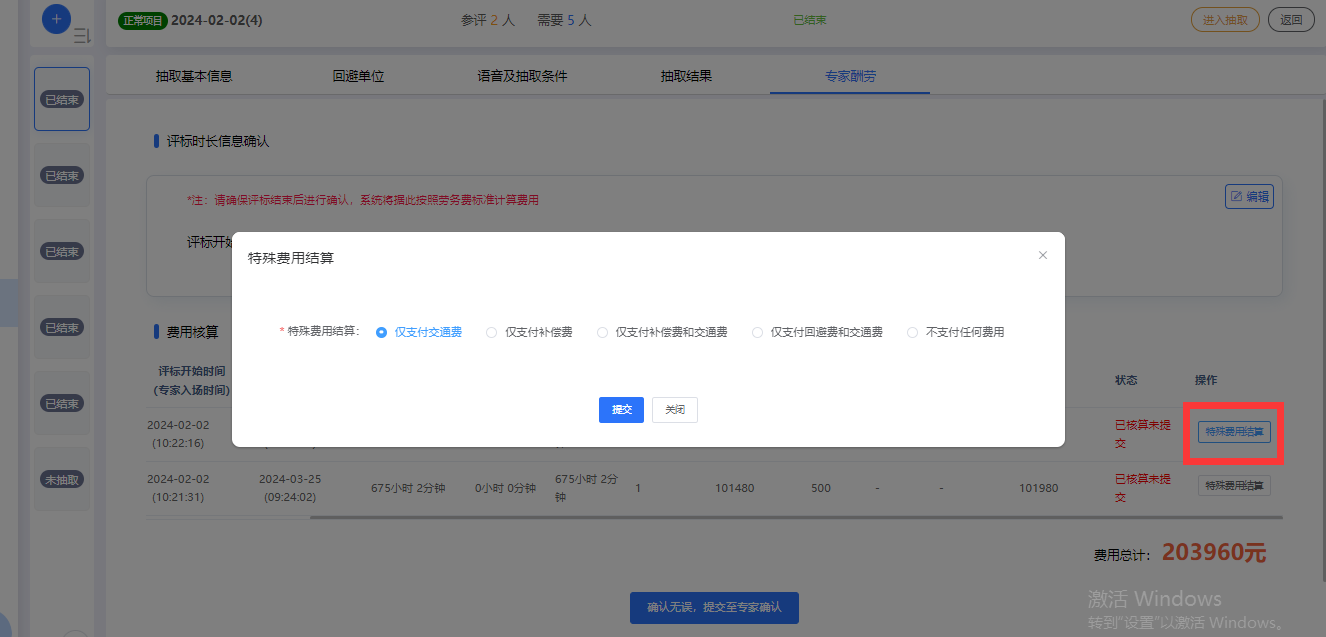 正常项目 2024-02-02(4) 参评 2 人 需要 5 人 已结束 进入抽取 返回
抽取基本信息 回避单位 语音及抽取条件 抽取结果 专家酬劳
已结束
已结束
已结束
已结束
已结束
未抽取
评标时长信息确认
*注：请确保评标结束后进行确认，系统将据此按照劳务费标准计算费用
编辑
评标开始
特殊费用结算
* 特殊费用结算： 仅支付交通费 仅支付补偿费 仅支付补偿费和交通费 仅支付回避费和交通费 不支付任何费用
提交 关闭
费用核算
评标开始时间
(专家入场时间)
状态 操作
2024-02-02
(10:22:16)
已核算未提
交
特殊费用结算
2024-02-02
(10:21:31)
2024-03-25
(09:24:02)
675小时 2分钟
0小时 0分钟
675小时 2分
钟
1 101480 500 - - 101980
已核算未提
交
特殊费用结算
费用总计： 203960元
确认无误，提交至专家确认
激活 Windows
转到"设置"以激活 Windows。